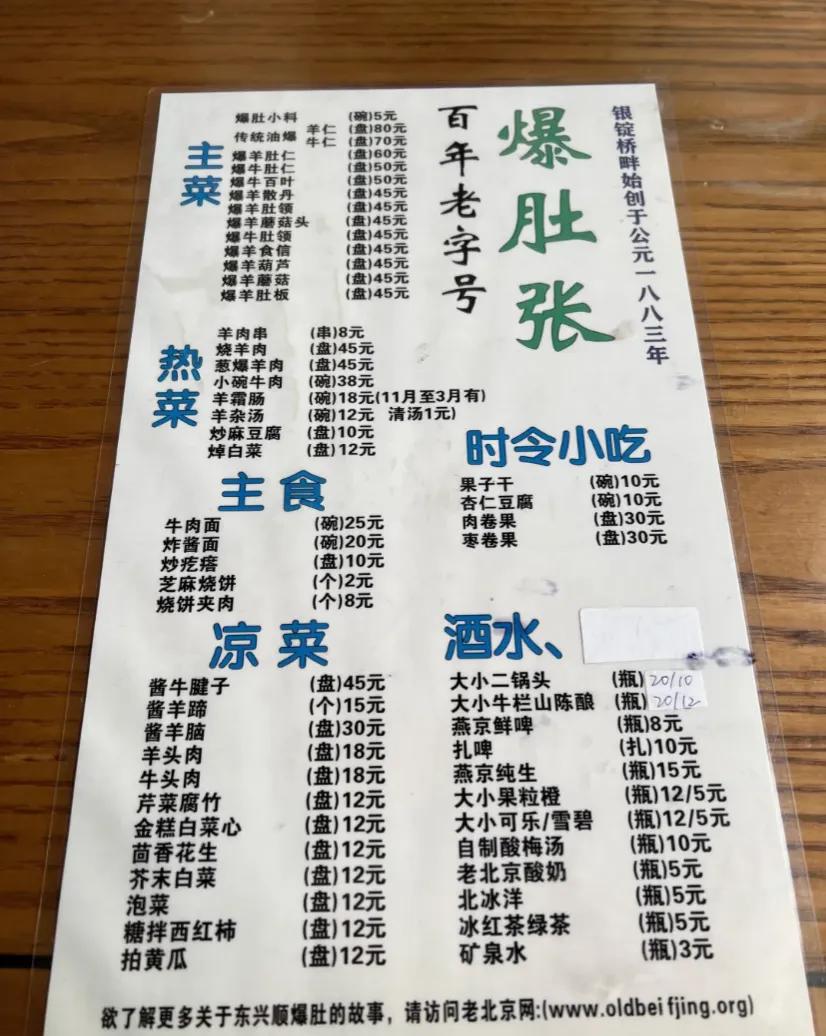 银锭桥畔始创于公元一八八三年
爆肚张
百年老字号
主菜
爆肚小料 (碗)5元
传统油爆 羊仁 (盘)80元
牛仁 (盘)70元
爆羊肚仁 (盘)60元
爆牛肚仁 (盘)50元
爆牛百叶 (盘)50元
爆羊散丹 (盘)45元
爆羊肚领 (盘)45元
爆羊蘑菇头 (盘)45元
爆牛肚领 (盘)45元
爆羊食信 (盘)45元
爆羊葫芦 (盘)45元
爆羊蘑菇 (盘)45元
爆羊肚板 (盘)45元
热菜
羊肉串 (串)8元
烧羊肉 (盘)45元
葱爆羊肉 (盘)45元
小碗牛肉 (碗)38元
羊霜肠 (碗)18元(11月至3月有)
羊杂汤 (碗)12元 清汤1元)
炒麻豆腐 (盘)10元
焯白菜 (盘)12元
主食
牛肉面 (碗)25元
炸酱面 (碗)20元
炒疙瘩 (盘)10元
芝麻烧饼 (个)2元
烧饼夹肉 (个)8元
时令小吃
果子干 (碗)10元
杏仁豆腐 (碗)10元
肉卷果 (盘)30元
枣卷果 (盘)30元
凉菜
酱牛腱子 (盘)45元
酱羊蹄 (个)15元
酱羊脑 (盘)30元
羊头肉 (盘)18元
牛头肉 (盘)18元
芹菜腐竹 (盘)12元
金糕白菜心 (盘)12元
茴香花生 (盘)12元
芥末白菜 (盘)12元
泡菜 (盘)12元
糖拌西红柿 (盘)12元
拍黄瓜 (盘)12元
酒水、
大小二锅头 (瓶)20/10
大小牛栏山陈酿 (瓶)20/12
燕京鲜啤 (瓶)8元
扎啤 (扎)10元
燕京纯生 (瓶)15元
大小果粒橙 (瓶)12/5元
大小可乐/雪碧 (瓶)12/5元
自制酸梅汤 (瓶)10元
老北京酸奶 (瓶)5元
北冰洋 (瓶)5元
冰红茶绿茶 (瓶)5元
矿泉水 (瓶)3元
欲了解更多关于东兴顺爆肚的故事，请访问老北京网:(www.oldbei fjing.org)